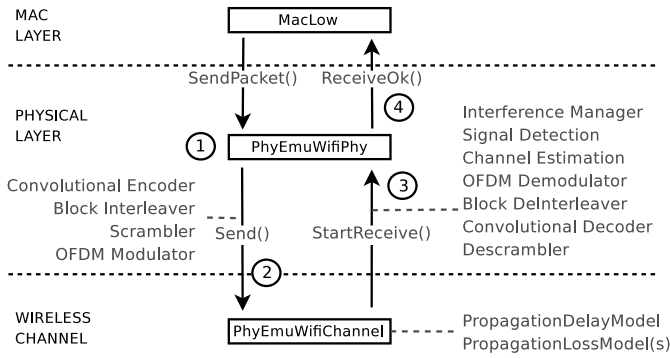 MAC
LAYER
MacLow
SendPacket()
ReceiveOk()
4
PHYSICAL
LAYER
1
PhyEmuWifiPhy
Interference Manager
Signal Detection
Channel Estimation
OFDM Demodulator
Block DeInterleaver
Convolutional Decoder
Descrambler
3
Convolutional Encoder
Block Interleaver
Scrambler
OFDM Modulator
Send()
StartReceive()
2
WIRELESS
CHANNEL
PhyEmuWifiChannel
PropagationDelayModel
PropagationLossModel(s)